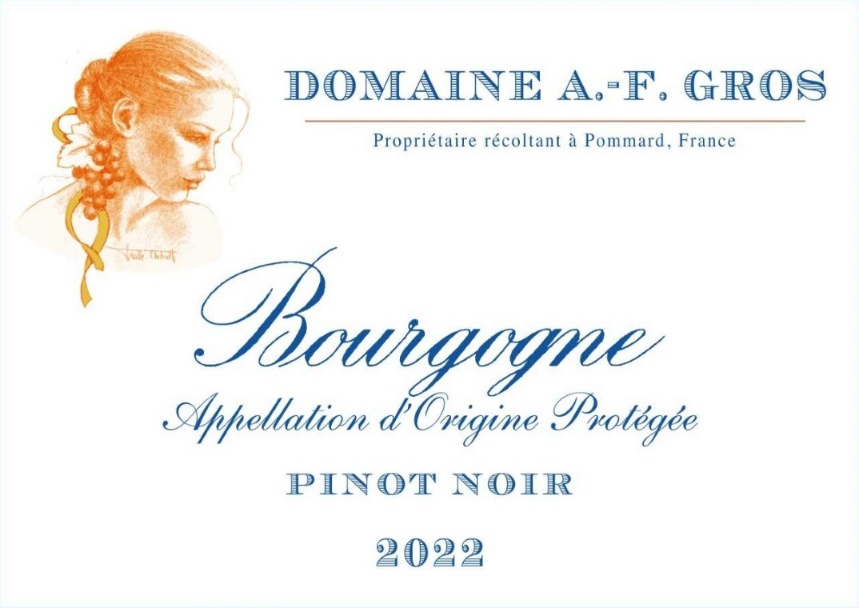 DOMAINE A.-F. GROS
Propriétaire récoltant à Pommard, France
Bourgogne
Appellation d'Origine Protégée
PINOT NOIR
2022